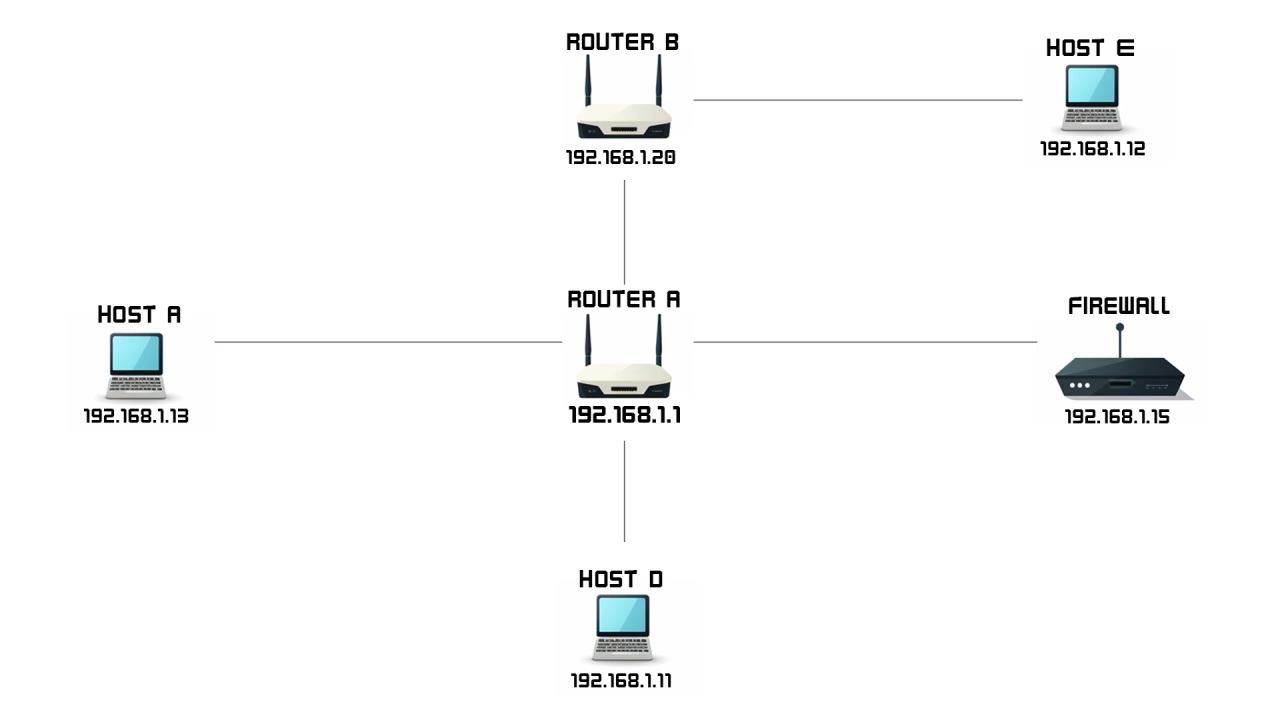 ROUTER B
192.168.1.20
HOST E
192.168.1.12
HOST A
192.168.1.13
ROUTER A
192.168.1.1
FIREWALL
192.168.1.15
HOST D
192.168.1.11